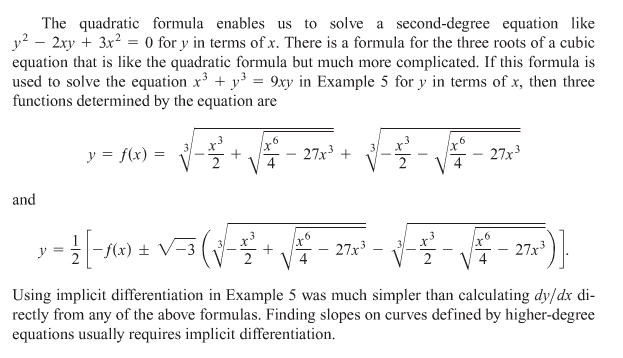 The quadratic formula enables us to solve a second-degree equation like
y² − 2xy + 3x² = 0 for y in terms of x. There is a formula for the three roots of a cubic
equation that is like the quadratic formula but much more complicated. If this formula is
used to solve the equation x³ + y³ = 9xy in Example 5 for y in terms of x, then three
functions determined by the equation are
y = f(x) = ∛(−x³/2 + √(x⁶/4 − 27x³)) + ∛(−x³/2 − √(x⁶/4 − 27x³))
and
y = 1/2 [−f(x) ± √−3 (∛(−x³/2 + √(x⁶/4 − 27x³)) − ∛(−x³/2 − √(x⁶/4 − 27x³)))].
Using implicit differentiation in Example 5 was much simpler than calculating dy/dx di-
rectly from any of the above formulas. Finding slopes on curves defined by higher-degree
equations usually requires implicit differentiation.